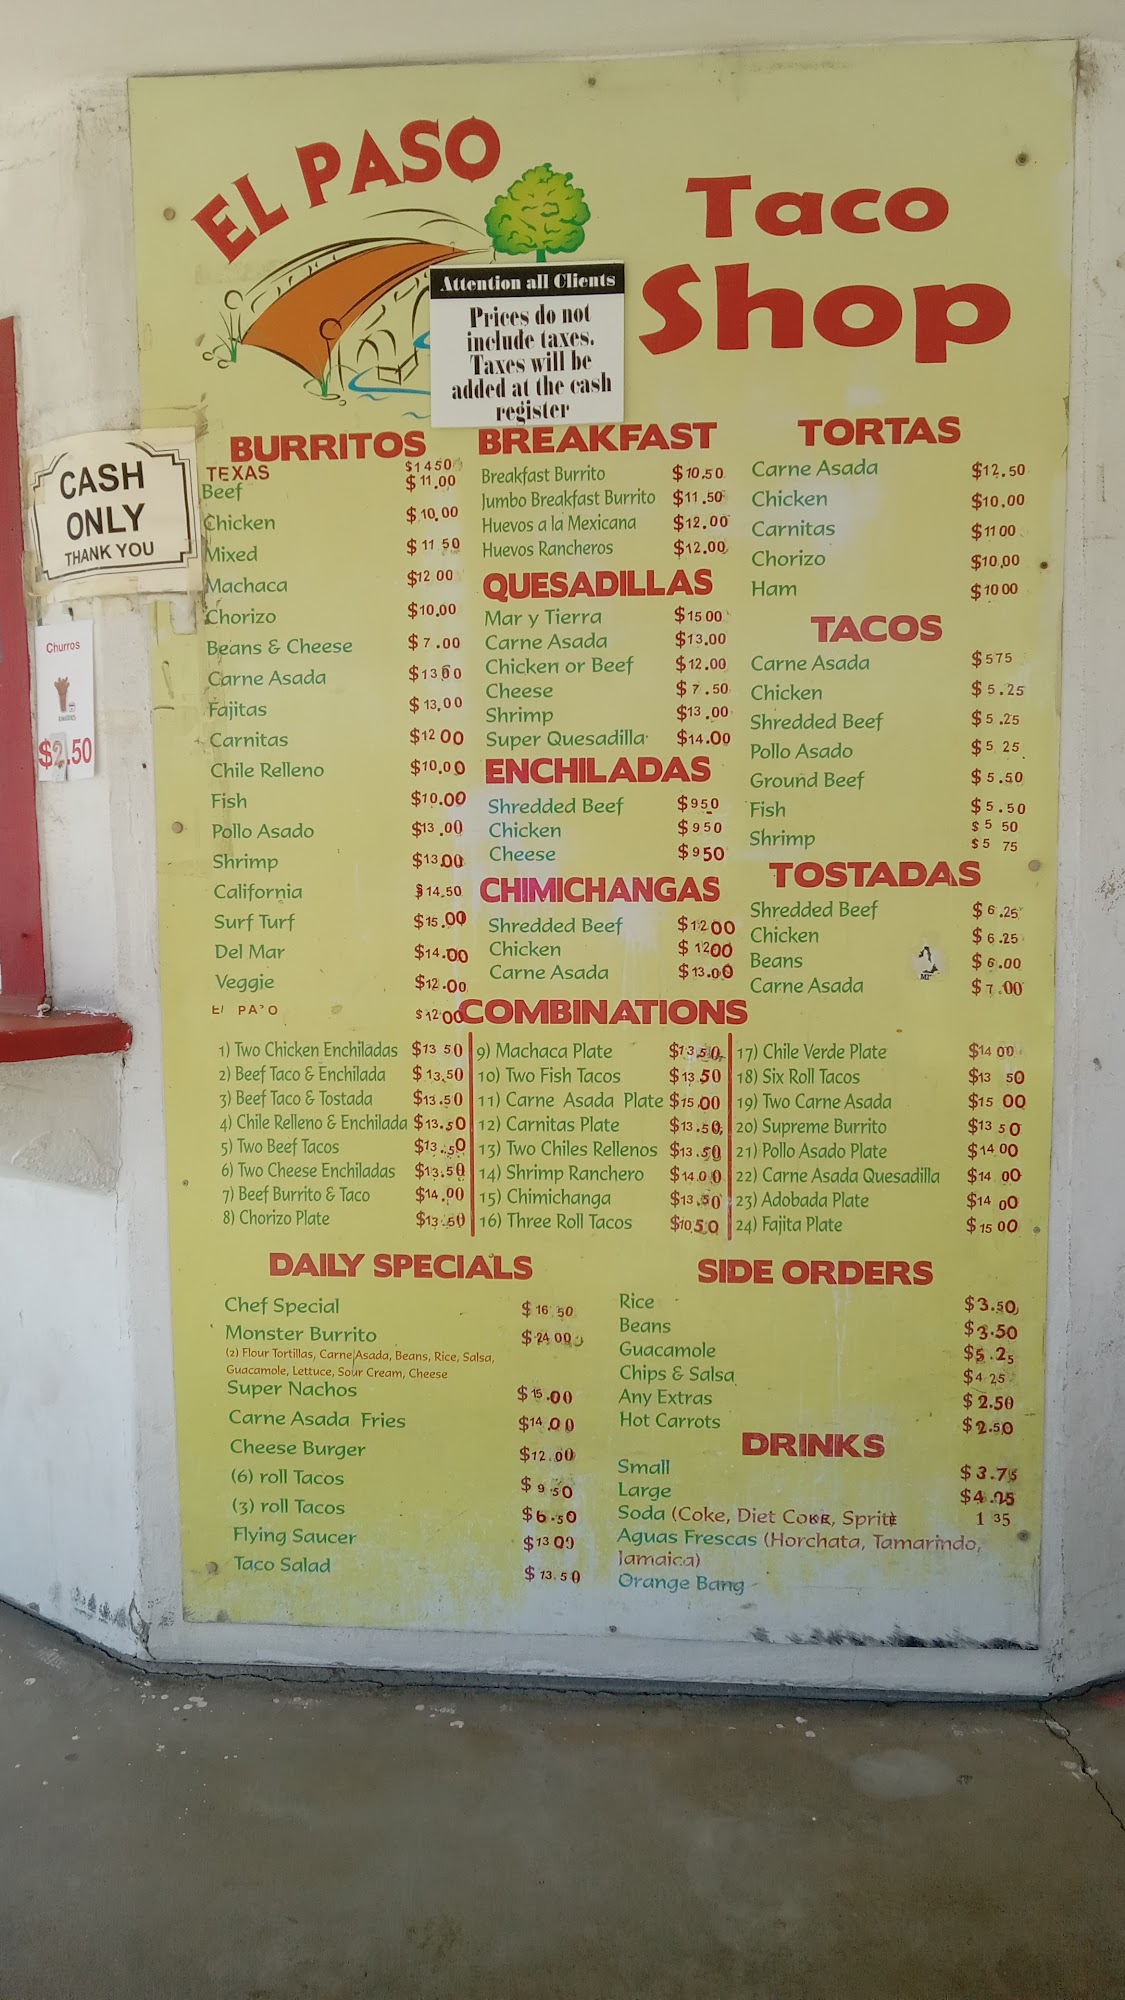 EL PASO
Taco
Shop
Attention all Clients
Prices do not
include taxes.
Taxes will be
added at the cash
register
CASH
ONLY
THANK YOU
Churros
$2.50
BURRITOS
TEXAS $14 50
Beef $11.00
Chicken $10.00
Mixed $11 50
Machaca $12 00
Chorizo $10.00
Beans & Cheese $7.00
Carne Asada
Fajitas $13.00
Carnitas $12 00
Chile Relleno $10.00
Fish $10.00
Pollo Asado $13.00
Shrimp $13.00
California $14.50
Surf Turf $15.00
Del Mar $14.00
Veggie $12.00
El PASO $12 00
BREAKFAST
Breakfast Burrito $10.50
Jumbo Breakfast Burrito $11.50
Huevos a la Mexicana $12.00
Huevos Rancheros $12.00
QUESADILLAS
Mar y Tierra $15 00
Carne Asada $13.00
Chicken or Beef $12.00
Cheese $7.50
Shrimp $13.00
Super Quesadilla $14.00
ENCHILADAS
Shredded Beef $9 50
Chicken $9 50
Cheese $9 50
CHIMICHANGAS
Shredded Beef $12 00
Chicken $12 00
Carne Asada $13.00
TORTAS
Carne Asada $12.50
Chicken $10.00
Carnitas $11 00
Chorizo $10.00
Ham $10 00
TACOS
Carne Asada $5 75
Chicken $5.25
Shredded Beef $5.25
Pollo Asado $5 25
Ground Beef $5.50
Fish $5.50
$5 50
Shrimp $5 75
TOSTADAS
Shredded Beef $6.25
Chicken $6.25
Beans $6.00
Carne Asada $7.00
COMBINATIONS
1) Two Chicken Enchiladas $13 50
2) Beef Taco & Enchilada $13.50
3) Beef Taco & Tostada $13.50
4) Chile Relleno & Enchilada $13.50
5) Two Beef Tacos $13.50
6) Two Cheese Enchiladas $13.50
7) Beef Burrito & Taco $14.00
8) Chorizo Plate $13.50
9) Machaca Plate $13.50
10) Two Fish Tacos $13 50
11) Carne Asada Plate $15.00
12) Carnitas Plate $13.50
13) Two Chiles Rellenos $13.50
14) Shrimp Ranchero $14.00
15) Chimichanga $13.50
16) Three Roll Tacos $10 50
17) Chile Verde Plate $14 00
18) Six Roll Tacos $13 50
19) Two Carne Asada $15 00
20) Supreme Burrito $13 50
21) Pollo Asado Plate $14 00
22) Carne Asada Quesadilla $14 00
23) Adobada Plate $14 00
24) Fajita Plate $15 00
DAILY SPECIALS
Chef Special $16 50
Monster Burrito $24 00
(2) Flour Tortillas, Carne Asada, Beans, Rice, Salsa,
Guacamole, Lettuce, Sour Cream, Cheese
Super Nachos $15.00
Carne Asada Fries $14.00
Cheese Burger $12.00
(6) roll Tacos $9 50
(3) roll Tacos $6.50
Flying Saucer $13 00
Taco Salad $13.50
SIDE ORDERS
Rice $3.50
Beans $3.50
Guacamole $5.25
Chips & Salsa $4 25
Any Extras $2.50
Hot Carrots $2.50
DRINKS
Small $3.75
Large
Soda (Coke, Diet Coke, Sprite 1 35
Aguas Frescas (Horchata, Tamarindo,
Jamaica)
Orange Bang